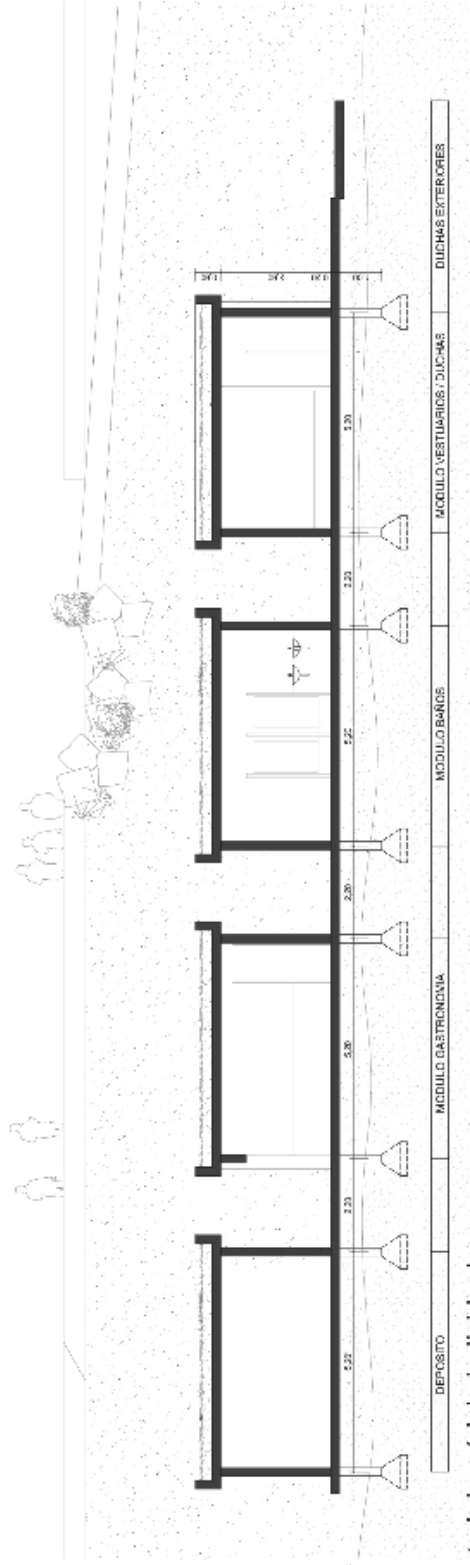 5,20 2,20 5,20 2,20 5,20 2,20 5,20
DEPOSITO MODULO GASTRONOMIA MODULO BAÑOS MODULO VESTUARIOS / DUCHAS DUCHAS EXTERIORES